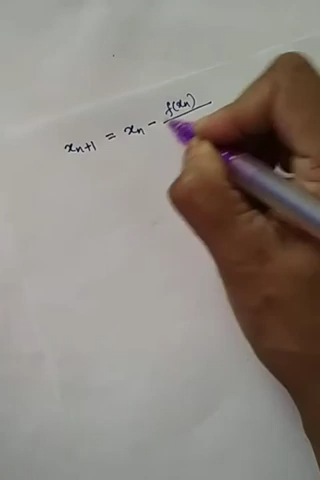 xn+1 = xn - f(xn)